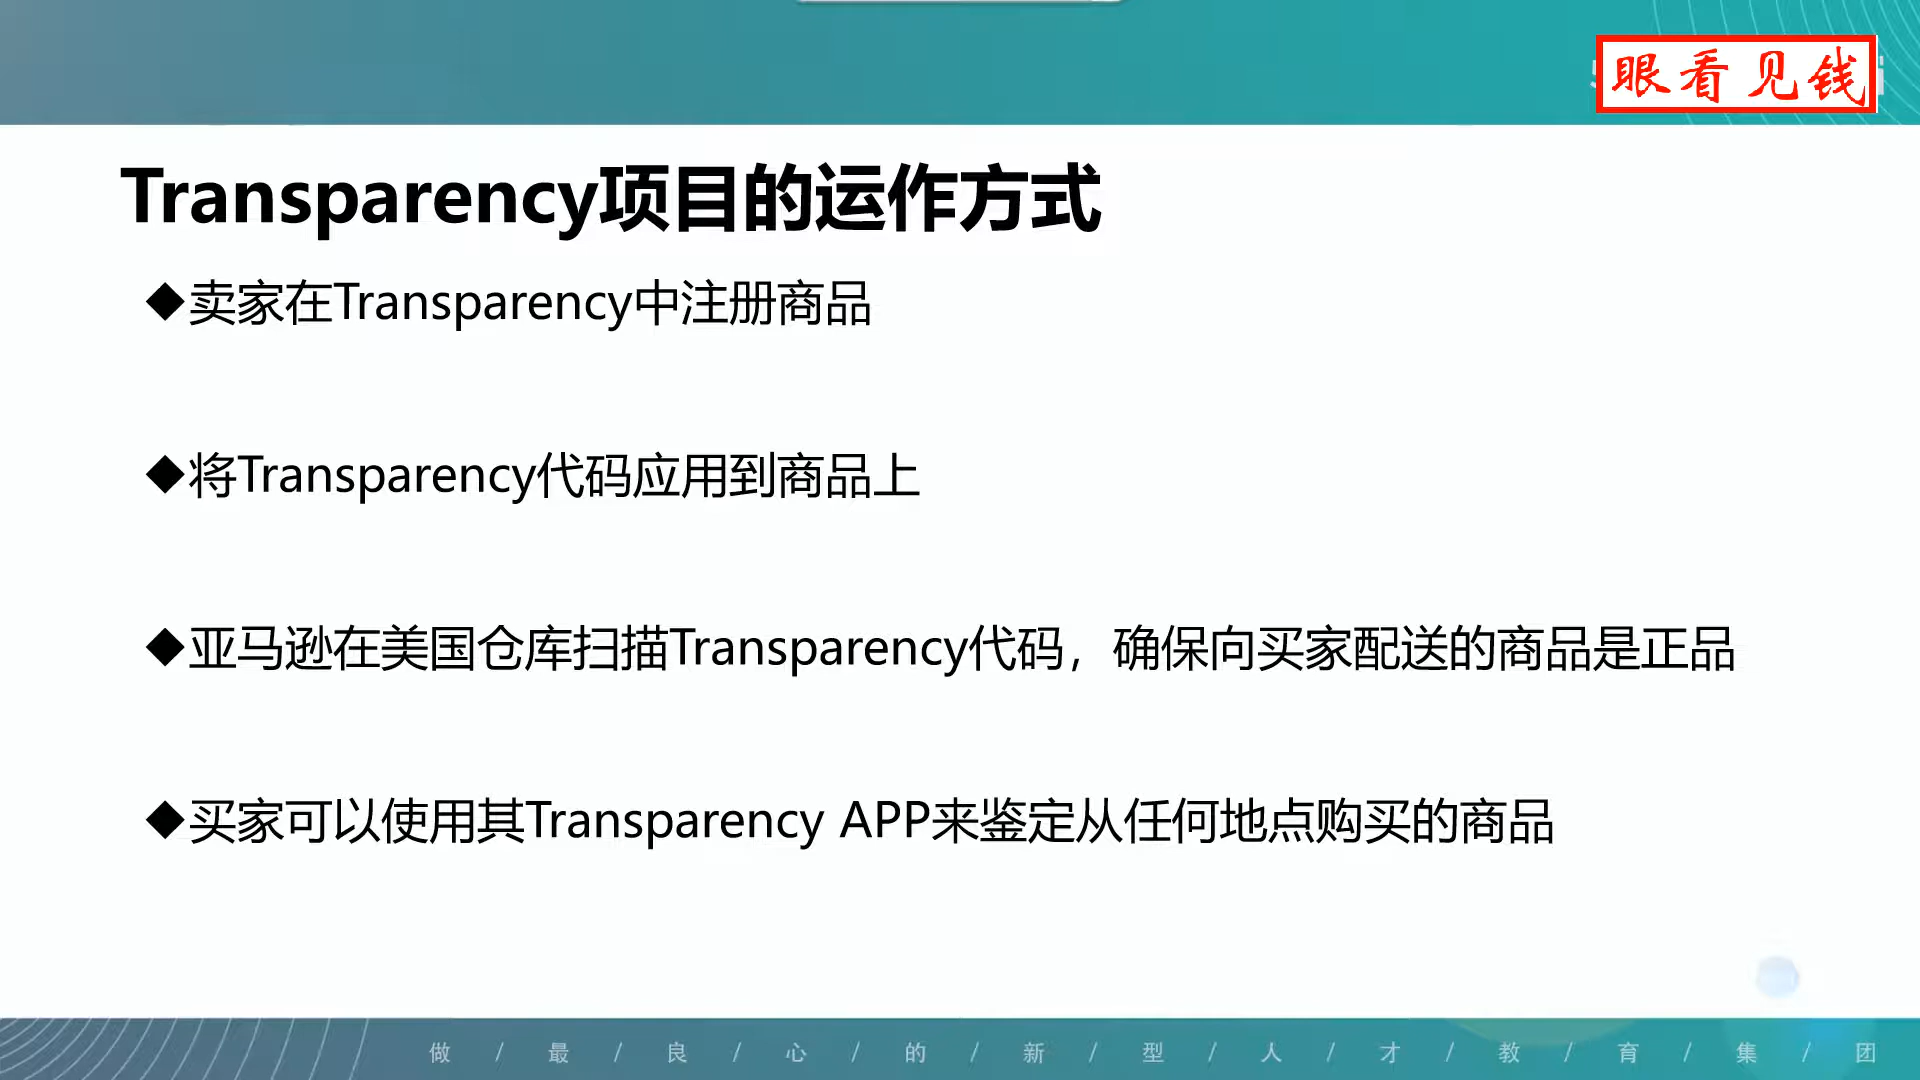 眼看见钱
Transparency项目的运作方式
◆卖家在Transparency中注册商品
◆将Transparency代码应用到商品上
◆亚马逊在美国仓库扫描Transparency代码，确保向买家配送的商品是正品
◆买家可以使用其Transparency APP来鉴定从任何地点购买的商品
做 / 最 / 良 / 心 / 的 / 新 / 型 / 人 / 才 / 教 / 育 / 集 / 团